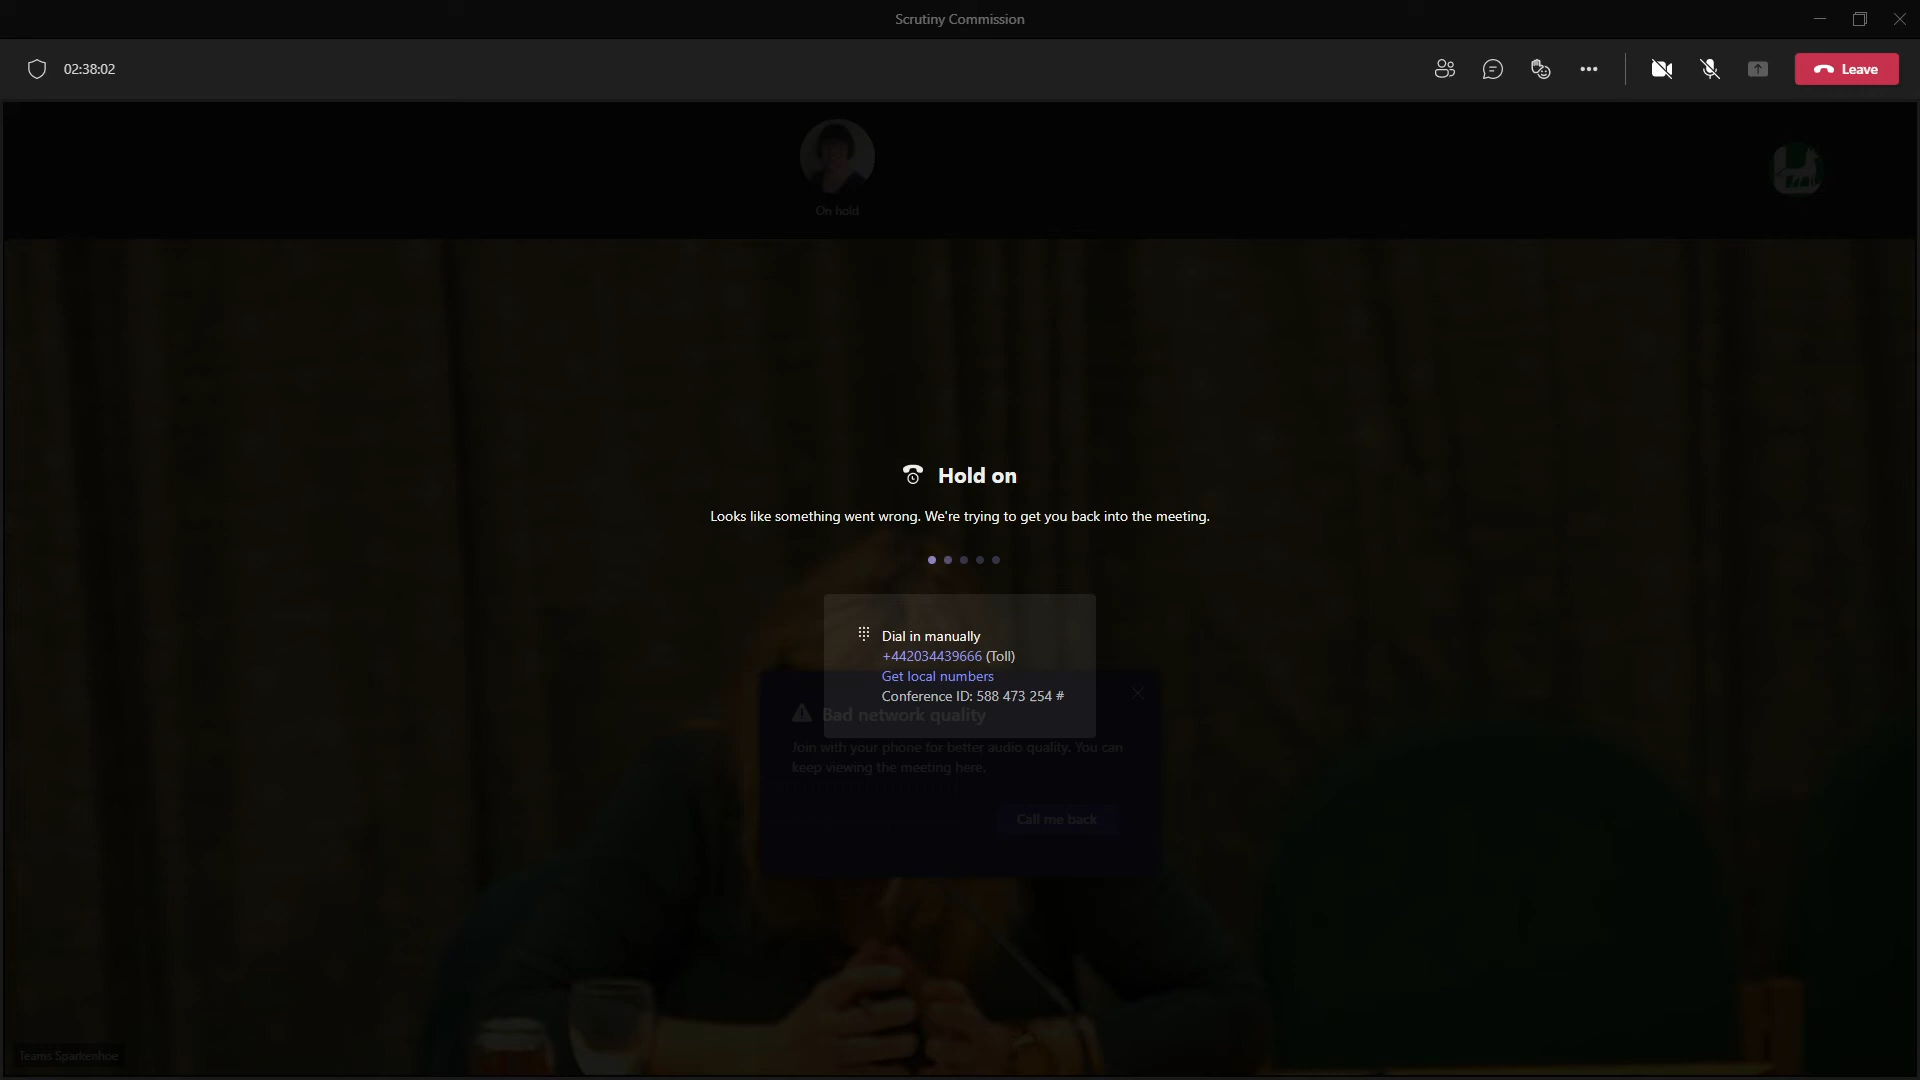 Scrutiny Commission
02:38:02
Leave
On hold
Hold on
Looks like something went wrong. We're trying to get you back into the meeting.
Dial in manually
+442034439666 (Toll)
Get local numbers
Conference ID: 588 473 254 #
Bad network quality
Join with your phone for better audio quality. You can
keep viewing the meeting here.
Call me back
Teams Sparkenhoe